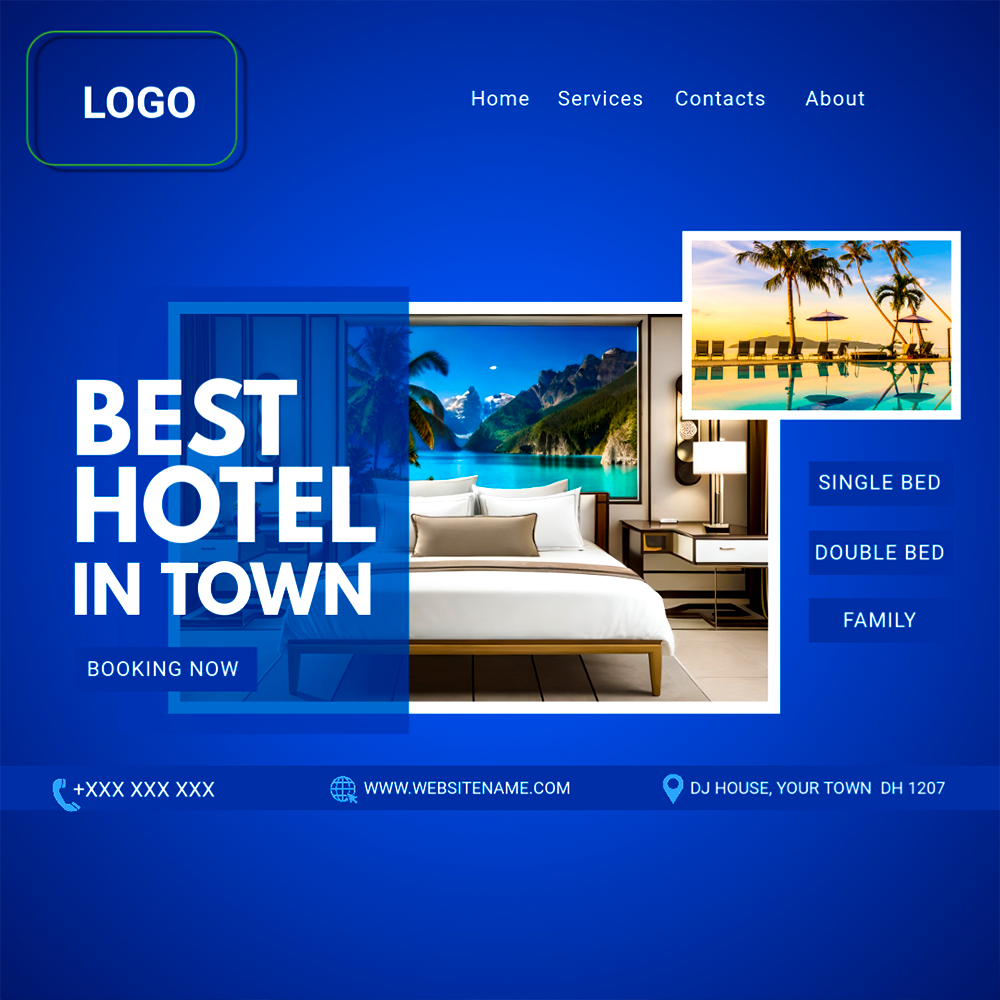 LOGO
Home Services Contacts About
BEST
HOTEL
IN TOWN
BOOKING NOW
SINGLE BED
DOUBLE BED
FAMILY
+XXX XXX XXX
WWW.WEBSITENAME.COM
DJ HOUSE, YOUR TOWN DH 1207